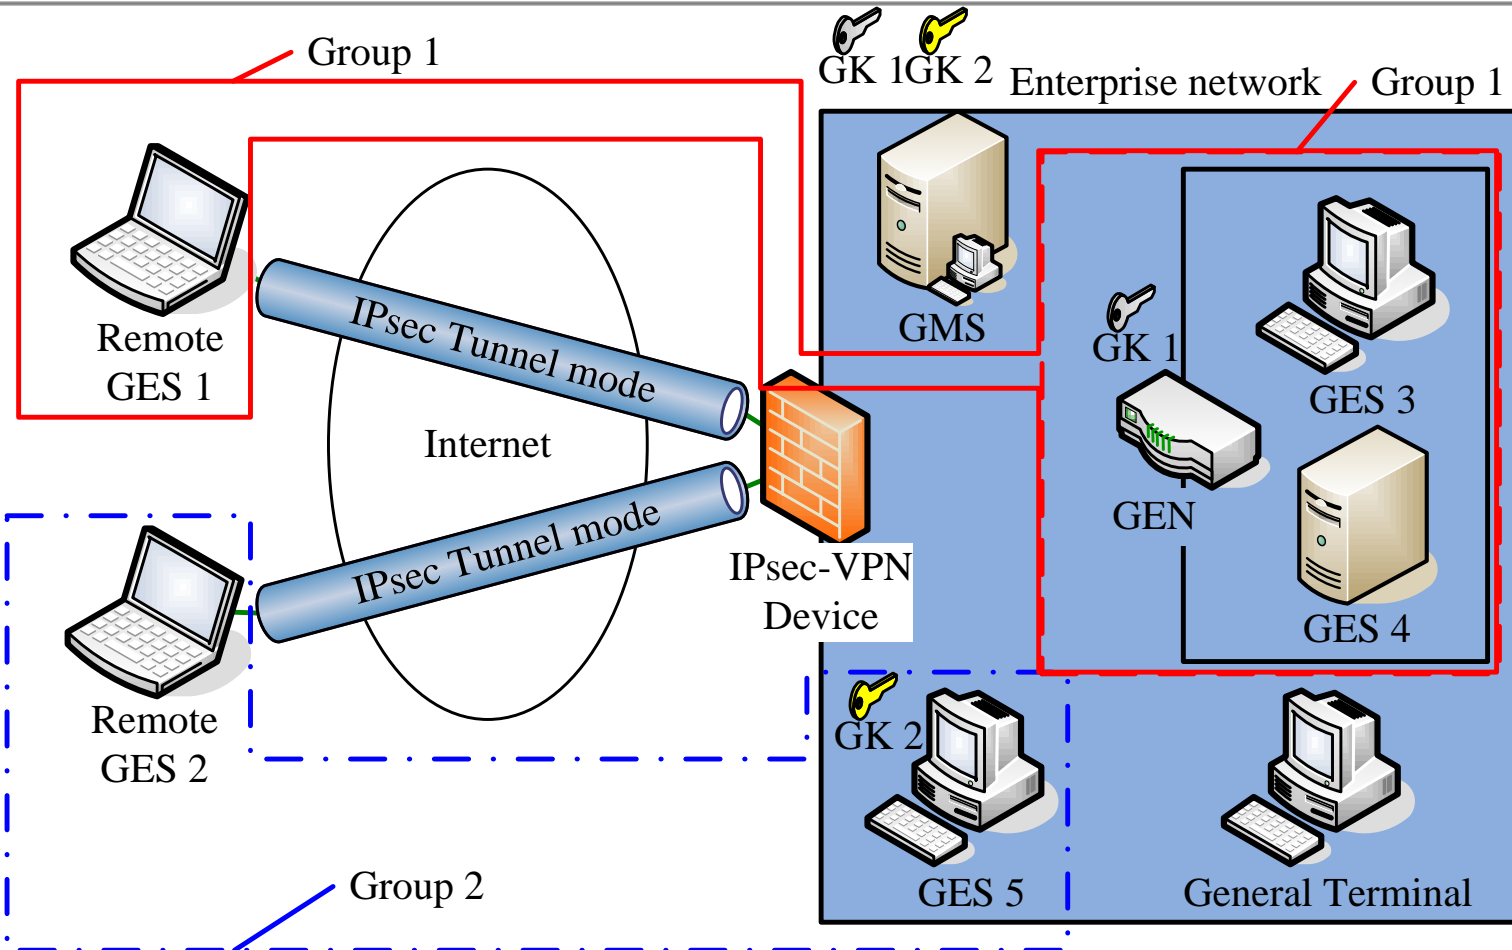 Group 1
GK 1
GK 2
Enterprise network
Group 1
Remote
GES 1
IPsec Tunnel mode
GMS
GK 1
GES 3
Internet
GEN
IPsec Tunnel mode
IPsec-VPN
Device
GES 4
Remote
GES 2
GK 2
GES 5
General Terminal
Group 2